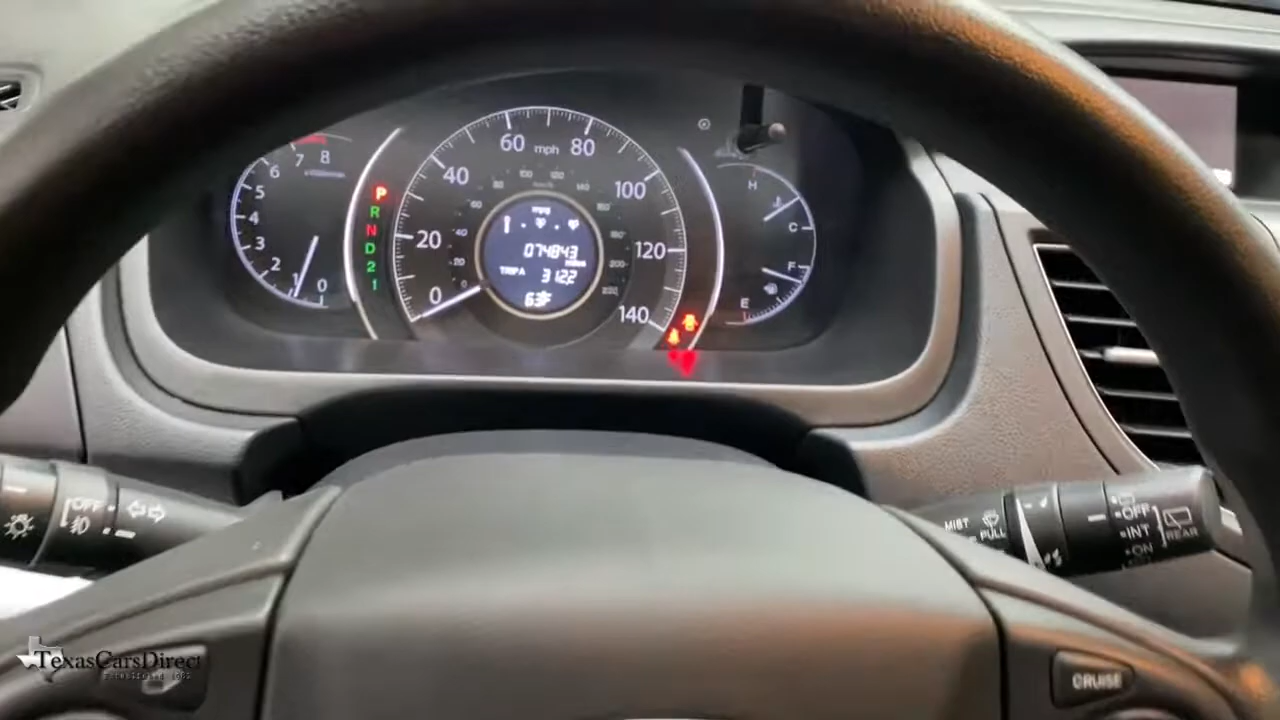 8
7
6
5
4
3
2
1
0
P
R
N
D
2
1
60 mph 80
40
100
20
120
0
140
mpg
074843
TRIP A 312.2
63°F
H
C
F
E
OFF
MIST
PULL
OFF
INT
ON
REAR
CRUISE
TexasCarsDirect